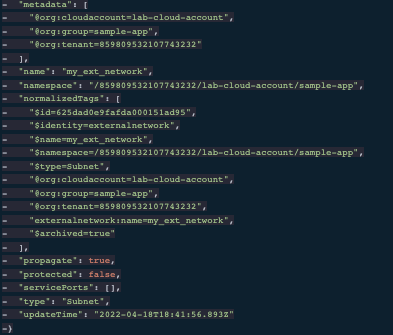 - "metadata": [
- "@org:cloudaccount=lab-cloud-account",
- "@org:group=sample-app",
- "@org:tenant=859809532107743232"
- ],
- "name": "my_ext_network",
- "namespace": "/859809532107743232/lab-cloud-account/sample-app",
- "normalizedTags": [
- "$id=625dad0e9fafda000151ad95",
- "$identity=externalnetwork",
- "$name=my_ext_network",
- "$namespace=/859809532107743232/lab-cloud-account/sample-app",
- "$type=Subnet",
- "@org:cloudaccount=lab-cloud-account",
- "@org:group=sample-app",
- "@org:tenant=859809532107743232",
- "externalnetwork:name=my_ext_network",
- "$archived=true"
- ],
- "propagate": true,
- "protected": false,
- "servicePorts": [],
- "type": "Subnet",
- "updateTime": "2022-04-18T18:41:56.893Z"
-}